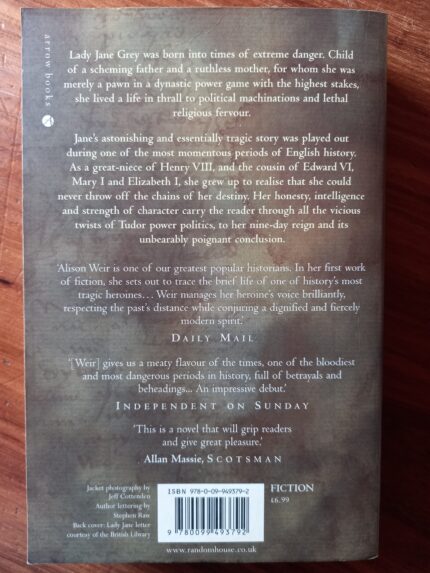 arrow books
Lady Jane Grey was born into times of extreme danger. Child
of a scheming father and a ruthless mother, for whom she was
merely a pawn in a dynastic power game with the highest stakes,
she lived a life in thrall to political machinations and lethal
religious fervour.
Jane's astonishing and essentially tragic story was played out
during one of the most momentous periods of English history.
As a great-niece of Henry VIII, and the cousin of Edward VI,
Mary I and Elizabeth I, she grew up to realise that she could
never throw off the chains of her destiny. Her honesty, intelligence
and strength of character carry the reader through all the vicious
twists of Tudor power politics, to her nine-day reign and its
unbearably poignant conclusion.
'Alison Weir is one of our greatest popular historians. In her first work
of fiction, she sets out to trace the brief life of one of history's most
tragic heroines… Weir manages her heroine's voice brilliantly,
respecting the past's distance while conjuring a dignified and fiercely
modern spirit.'
DAILY MAIL
'[Weir] gives us a meaty flavour of the times, one of the bloodiest
and most dangerous periods in history, full of betrayals and
beheadings... An impressive debut.'
INDEPENDENT ON SUNDAY
'This is a novel that will grip readers
and give great pleasure.'
Allan Massie, SCOTSMAN
Jacket photography by
Jeff Cottenden
Author lettering by
Stephen Raw
Back cover: Lady Jane letter
courtesy of the British Library
ISBN 978-0-09-949379-2
9 780099 493792
www.randomhouse.co.uk
FICTION
£6.99